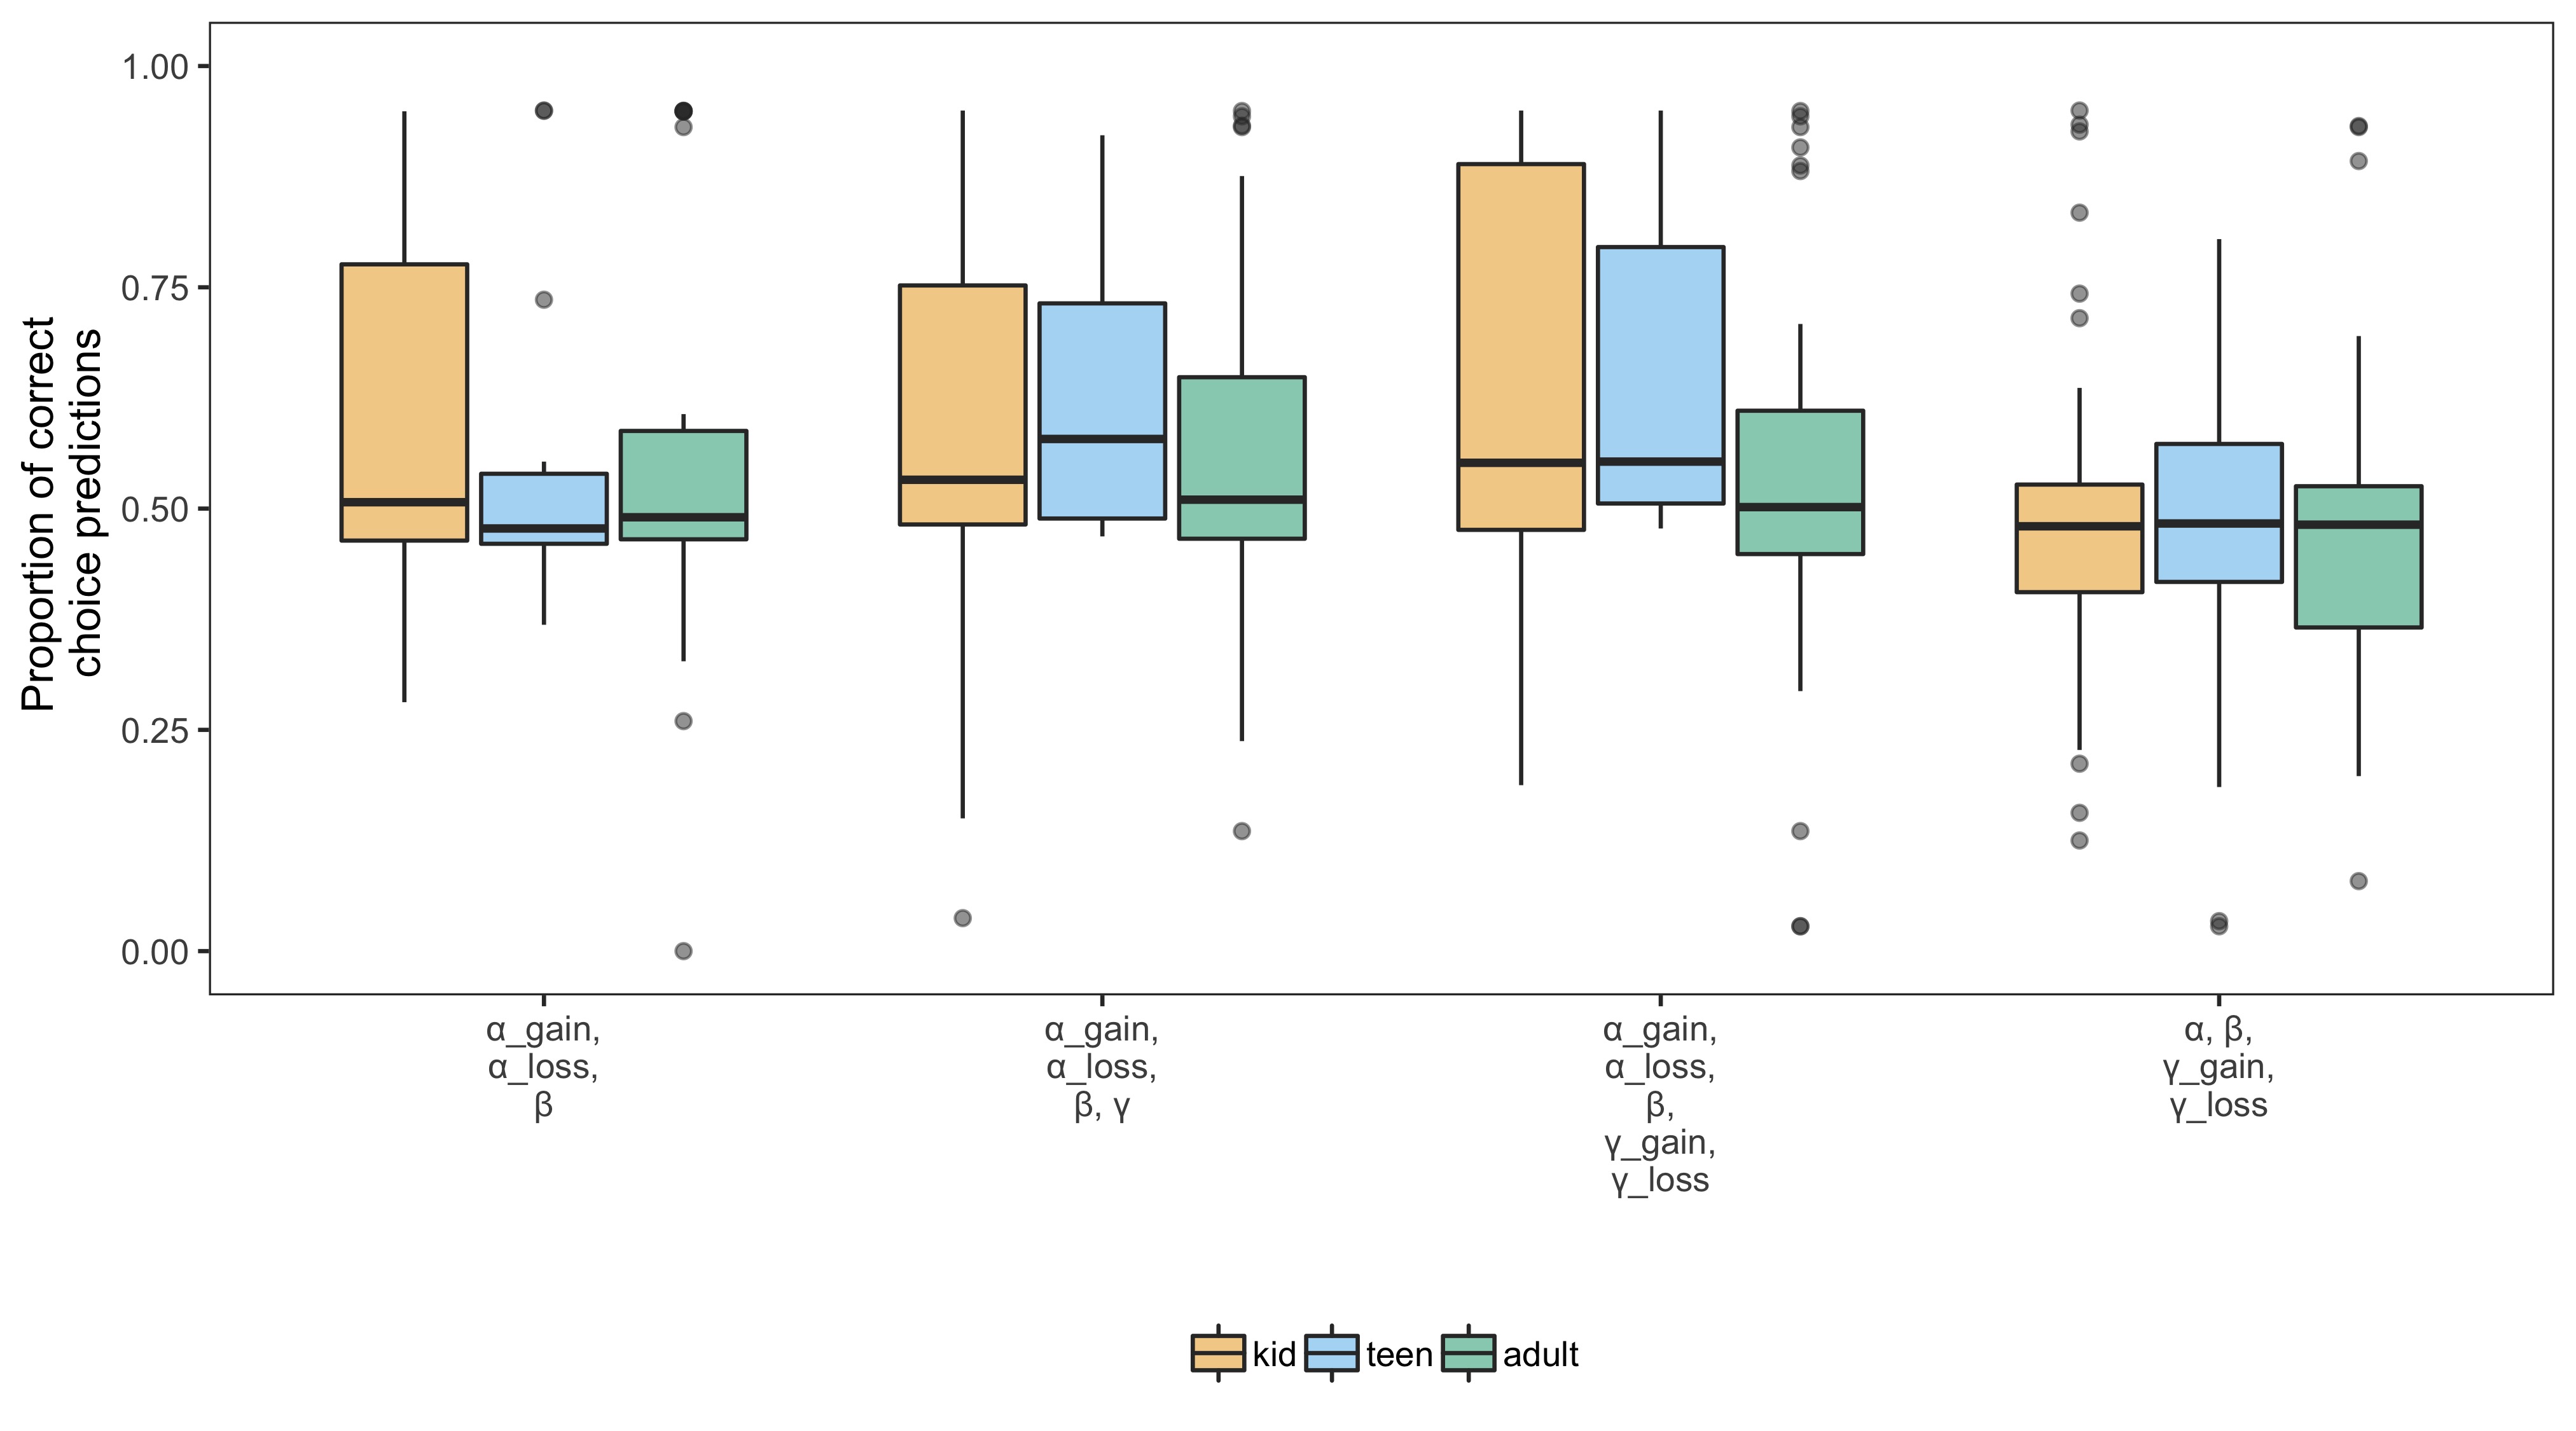 Proportion of correct
choice predictions
1.00
0.75
0.50
0.25
0.00
α_gain,
α_loss,
β
α_gain,
α_loss,
β, γ
α_gain,
α_loss,
β,
γ_gain,
γ_loss
α, β,
γ_gain,
γ_loss
kid teen adult